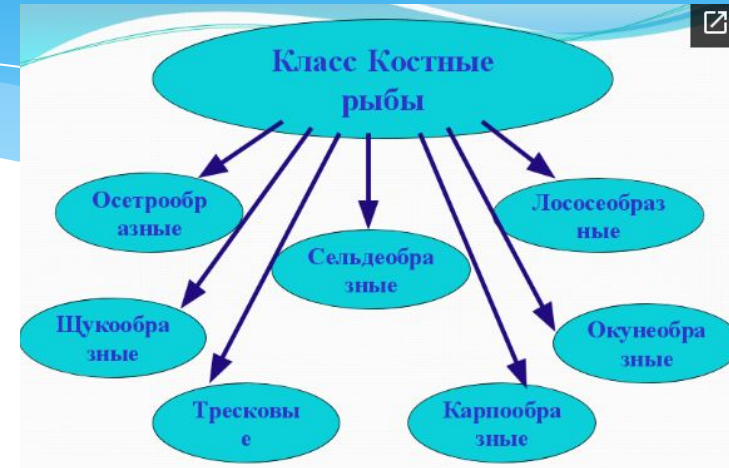 Класс Костные
рыбы
Осетрообр
азные
Лососеобраз
ные
Сельдеобра
зные
Щукообра
зные
Окунеобра
зные
Тресковы
е
Карпообра
зные